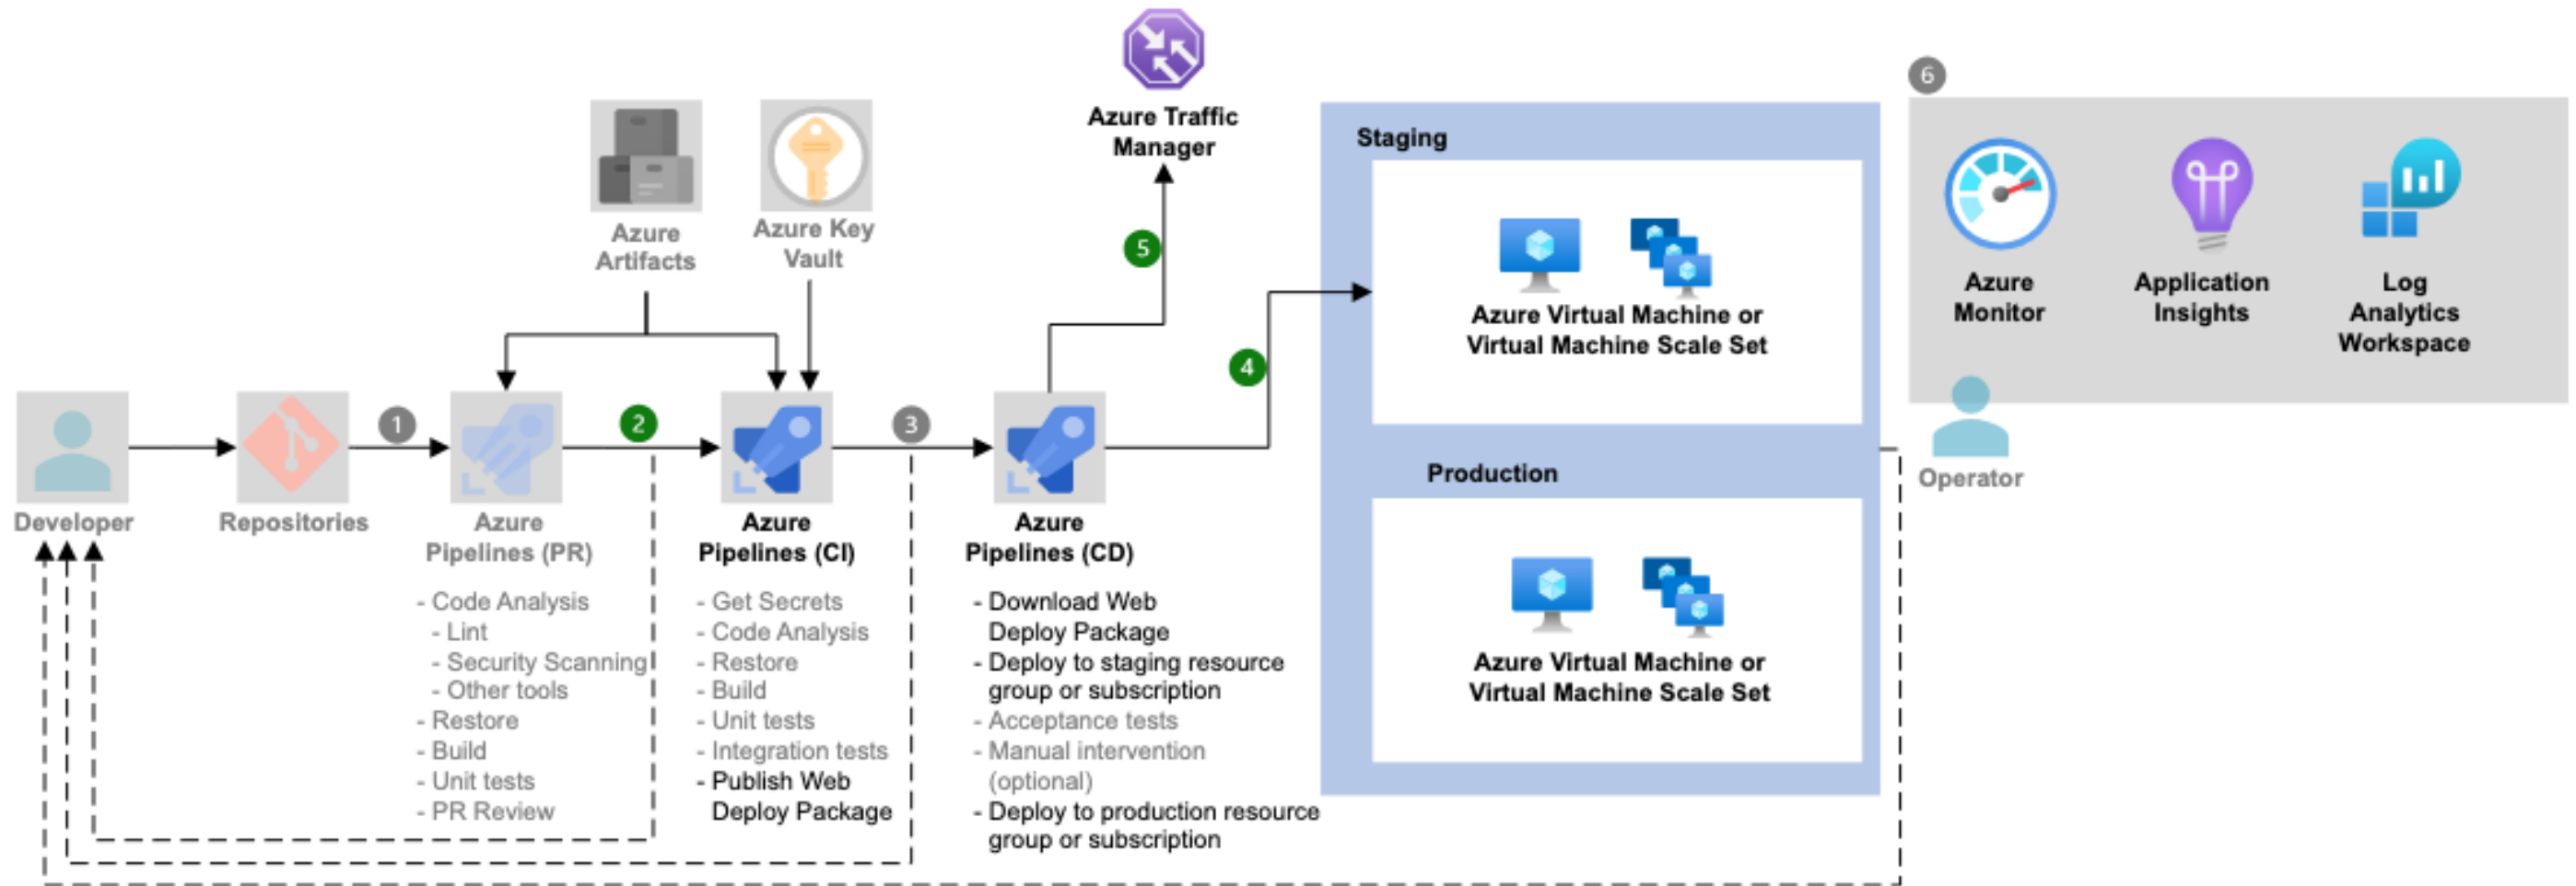 Azure Traffic
Manager
6
Azure
Artifacts
Azure Key
Vault
5
4
Staging
Azure Virtual Machine or
Virtual Machine Scale Set
Azure
Monitor
Application
Insights
Log
Analytics
Workspace
Operator
1
2
3
Developer
Repositories
Azure
Pipelines (PR)
- Code Analysis
- Lint
- Security Scanning
- Other tools
- Restore
- Build
- Unit tests
- PR Review
Azure
Pipelines (CI)
- Get Secrets
- Code Analysis
- Restore
- Build
- Unit tests
- Integration tests
- Publish Web
Deploy Package
Azure
Pipelines (CD)
- Download Web
Deploy Package
- Deploy to staging resource
group or subscription
- Acceptance tests
- Manual intervention
(optional)
- Deploy to production resource
group or subscription
Production
Azure Virtual Machine or
Virtual Machine Scale Set